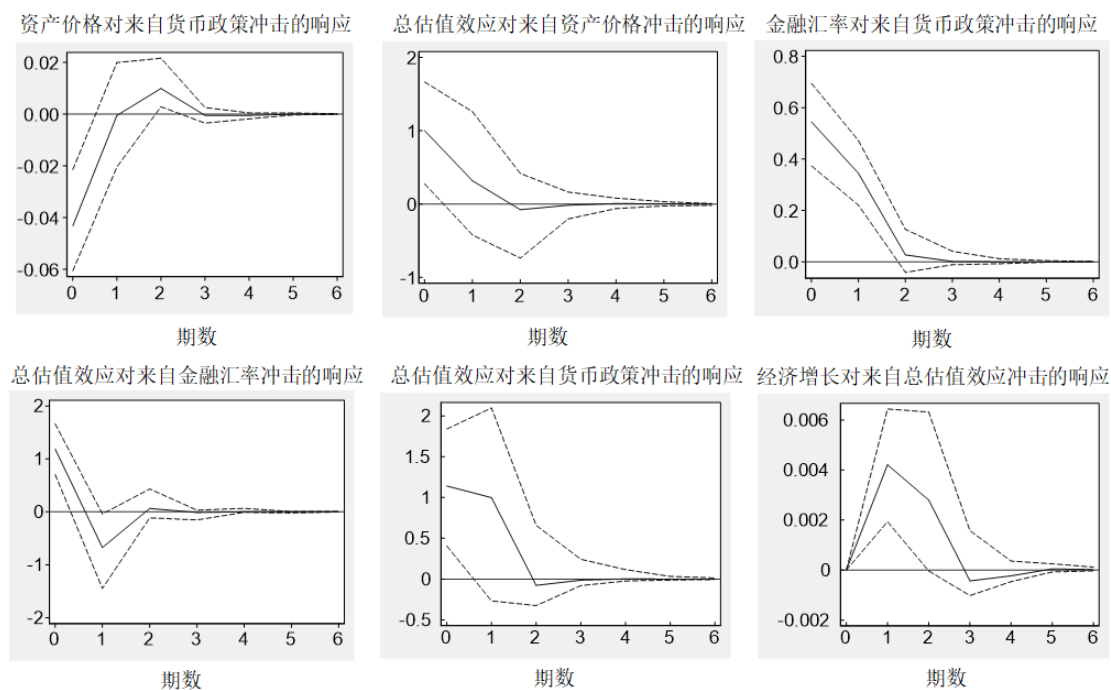 资产价格对来自货币政策冲击的响应
总估值效应对来自资产价格冲击的响应
金融汇率对来自货币政策冲击的响应
0.02
0.00
-0.02
-0.04
-0.06
0 1 2 3 4 5 6
期数
2
1
0
-1
0 1 2 3 4 5 6
期数
0.8
0.6
0.4
0.2
0.0
0 1 2 3 4 5 6
期数
总估值效应对来自金融汇率冲击的响应
总估值效应对来自货币政策冲击的响应
经济增长对来自总估值效应冲击的响应
2
1
0
-1
-2
0 1 2 3 4 5 6
期数
2
1.5
1
0.5
0
-0.5
0 1 2 3 4 5 6
期数
0.006
0.004
0.002
0
-0.002
0 1 2 3 4 5 6
期数